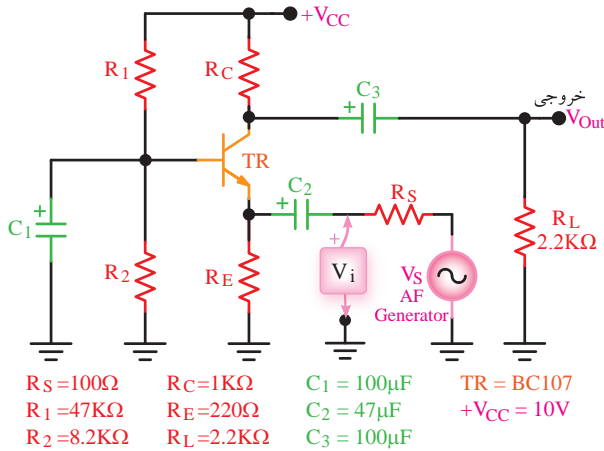 +VCC
R1
RC
C3
خروجی
VOut
TR
C1
+
+
C2
+
RS
RL
2.2KΩ
R2
RE
+
Vi
VS
AF
Generator
RS=100Ω
R1=47KΩ
R2=8.2KΩ
RC=1KΩ
RE=220Ω
RL=2.2KΩ
C1 = 100µF
C2 = 47µF
C3 = 100µF
TR = BC107
+VCC = 10V